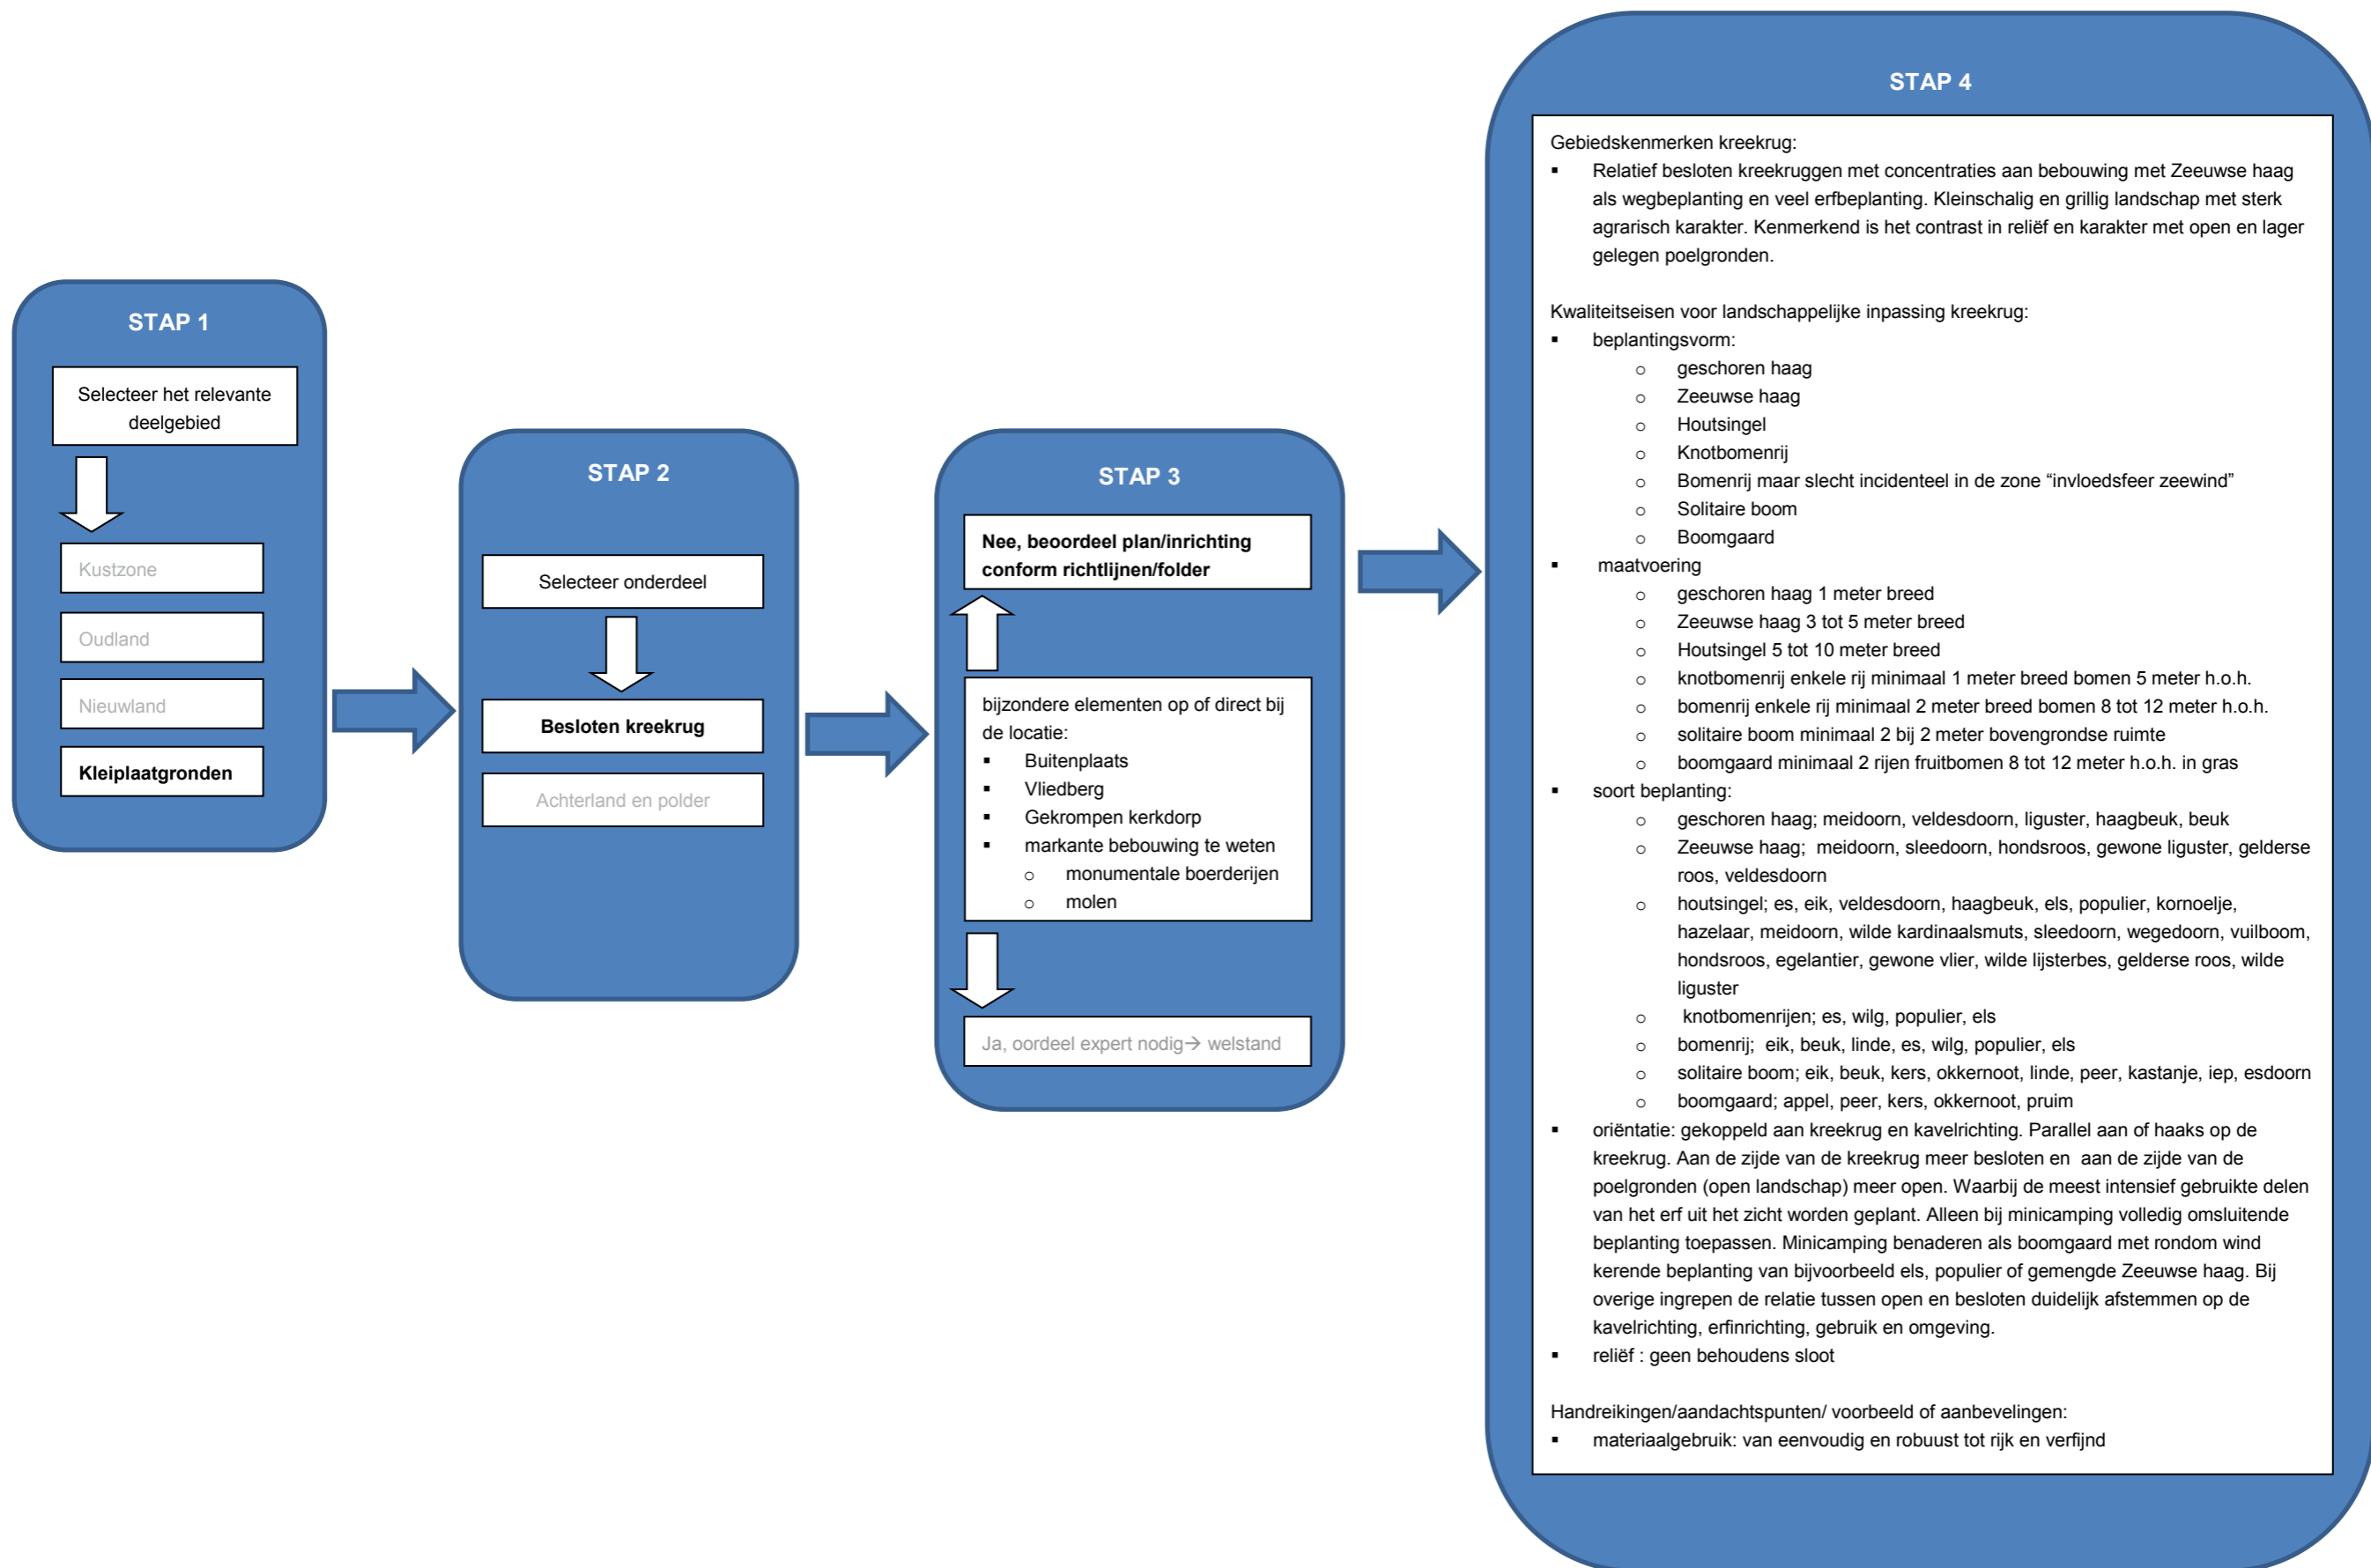 STAP 1
Selecteer het relevante
deelgebied
Kustzone
Oudland
Nieuwland
Kleiplaatgronden
STAP 2
Selecteer onderdeel
Besloten kreekrug
Achterland en polder
STAP 3
Nee, beoordeel plan/inrichting
conform richtlijnen/folder
bijzondere elementen op of direct bij
de locatie:
▪ Buitenplaats
▪ Vliedberg
▪ Gekrompen kerkdorp
▪ markante bebouwing te weten
o monumentale boerderijen
o molen
Ja, oordeel expert nodig→ welstand
STAP 4
Gebiedskenmerken kreekrug:
▪ Relatief besloten kreekruggen met concentraties aan bebouwing met Zeeuwse haag
als wegbeplanting en veel erfbeplanting. Kleinschalig en grillig landschap met sterk
agrarisch karakter. Kenmerkend is het contrast in reliëf en karakter met open en lager
gelegen poelgronden.
Kwaliteitseisen voor landschappelijke inpassing kreekrug:
▪ beplantingsvorm:
o geschoren haag
o Zeeuwse haag
o Houtsingel
o Knotbomenrij
o Bomenrij maar slecht incidenteel in de zone “invloedsfeer zeewind”
o Solitaire boom
o Boomgaard
▪ maatvoering
o geschoren haag 1 meter breed
o Zeeuwse haag 3 tot 5 meter breed
o Houtsingel 5 tot 10 meter breed
o knotbomenrij enkele rij minimaal 1 meter breed bomen 5 meter h.o.h.
o bomenrij enkele rij minimaal 2 meter breed bomen 8 tot 12 meter h.o.h.
o solitaire boom minimaal 2 bij 2 meter bovengrondse ruimte
o boomgaard minimaal 2 rijen fruitbomen 8 tot 12 meter h.o.h. in gras
▪ soort beplanting:
o geschoren haag; meidoorn, veldesdoorn, liguster, haagbeuk, beuk
o Zeeuwse haag; meidoorn, sleedoorn, hondsroos, gewone liguster, gelderse
roos, veldesdoorn
o houtsingel; es, eik, veldesdoorn, haagbeuk, els, populier, kornoelje,
hazelaar, meidoorn, wilde kardinaalsmuts, sleedoorn, wegedoorn, vuilboom,
hondsroos, egelantier, gewone vlier, wilde lijsterbes, gelderse roos, wilde
liguster
o knotbomenrijen; es, wilg, populier, els
o bomenrij; eik, beuk, linde, es, wilg, populier, els
o solitaire boom; eik, beuk, kers, okkernoot, linde, peer, kastanje, iep, esdoorn
o boomgaard; appel, peer, kers, okkernoot, pruim
▪ oriëntatie: gekoppeld aan kreekrug en kavelrichting. Parallel aan of haaks op de
kreekrug. Aan de zijde van de kreekrug meer besloten en aan de zijde van de
poelgronden (open landschap) meer open. Waarbij de meest intensief gebruikte delen
van het erf uit het zicht worden geplant. Alleen bij minicamping volledig omsluitende
beplanting toepassen. Minicamping benaderen als boomgaard met rondom wind
kerende beplanting van bijvoorbeeld els, populier of gemengde Zeeuwse haag. Bij
overige ingrepen de relatie tussen open en besloten duidelijk afstemmen op de
kavelrichting, erfinrichting, gebruik en omgeving.
▪ reliëf : geen behoudens sloot
Handreikingen/aandachtspunten/ voorbeeld of aanbevelingen:
▪ materiaalgebruik: van eenvoudig en robuust tot rijk en verfijnd